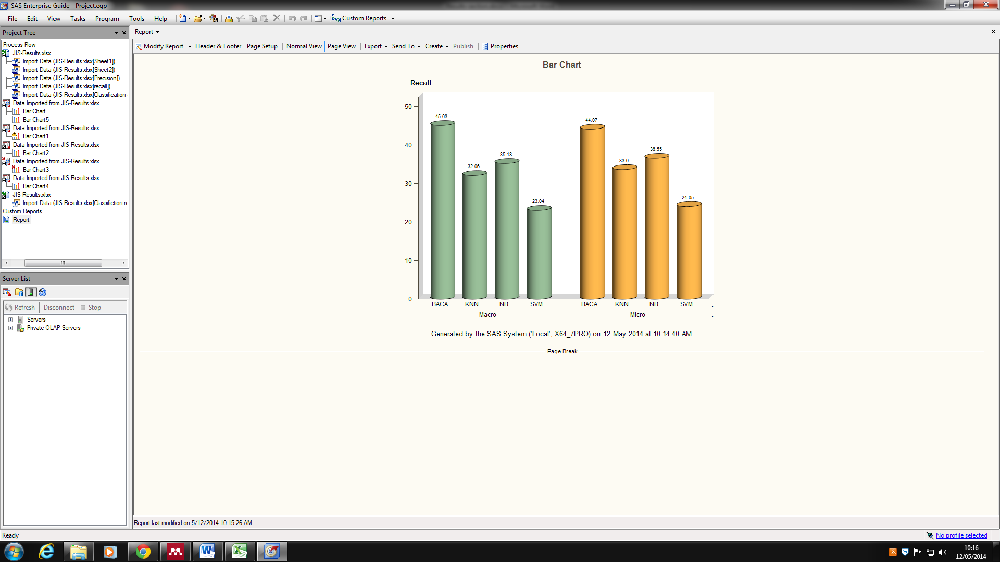 SAS Enterprise Guide - Project.egp
File Edit View Tasks Program Tools Help Custom Reports
Project Tree
Process Flow
JIS-Results.xlsx
Import Data (JIS-Results.xlsx[Sheet1])
Import Data (JIS-Results.xlsx[Sheet2])
Import Data (JIS-Results.xlsx[Precision])
Import Data (JIS-Results.xlsx[recall])
Import Data (JIS-Results.xlsx[Classification-
Data Imported from JIS-Results.xlsx
Bar Chart
Bar Chart5
Data Imported from JIS-Results.xlsx
Bar Chart1
Data Imported from JIS-Results.xlsx
Bar Chart2
Data Imported from JIS-Results.xlsx
Bar Chart3
Data Imported from JIS-Results.xlsx
Bar Chart4
JIS-Results.xlsx
Import Data (JIS-Results.xlsx[Classifiction-re
Custom Reports
Report
Server List
Refresh Disconnect Stop
Servers
Private OLAP Servers
Report
Modify Report Header & Footer Page Setup Normal View Page View Export Send To Create Publish Properties
Bar Chart
Recall
50
40
30
20
10
0
45.03
32.06
35.18
23.04
44.07
33.6
36.55
24.05
BACA KNN NB SVM BACA KNN NB SVM .
Macro Micro .
Generated by the SAS System ('Local', X64_7PRO) on 12 May 2014 at 10:14:40 AM
Page Break
Report last modified on 5/12/2014 10:15:26 AM.
Ready
No profile selected
10:16
12/05/2014